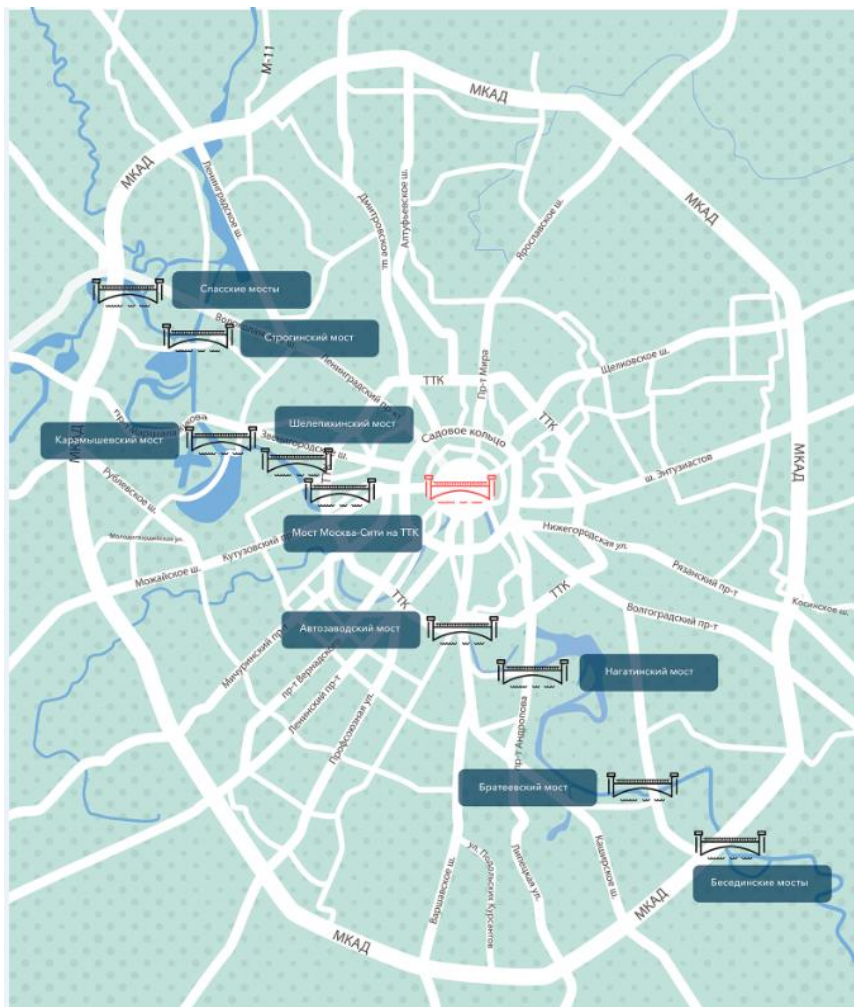 М-11
МКАД
МКАД
Ленинградское ш.
Дмитровское ш.
Алтуфьевское ш.
Ярославское ш.
МКАД
Спасские мосты
Строгинский мост
Ленинградский пр-кт
ТТК
Пр-т Мира
Щелковское ш.
ТТК
Садовое кольцо
Шелепихинский мост
Карамышевский мост
Звенигородское ш.
МКАД
МКАД
ш. Энтузиастов
Рублевское ш.
Мост Москва-Сити на ТТК
Кутузовский
Можайское ш.
Нижегородская ул.
Рязанский пр-т
Косинское ш.
Волгоградский пр-т
ТТК
ТТК
Автозаводский мост
Мичуринский пр-т
пр-т Вернадского
Ленинский пр-т
Профсоюзная ул.
Нагатинский мост
пр-т Андропова
Братеевский мост
Бесединские мосты
Варшавское ш.
ул. Подольских Курсантов
Липецкая ул.
Каширское ш.
МКАД
МКАД